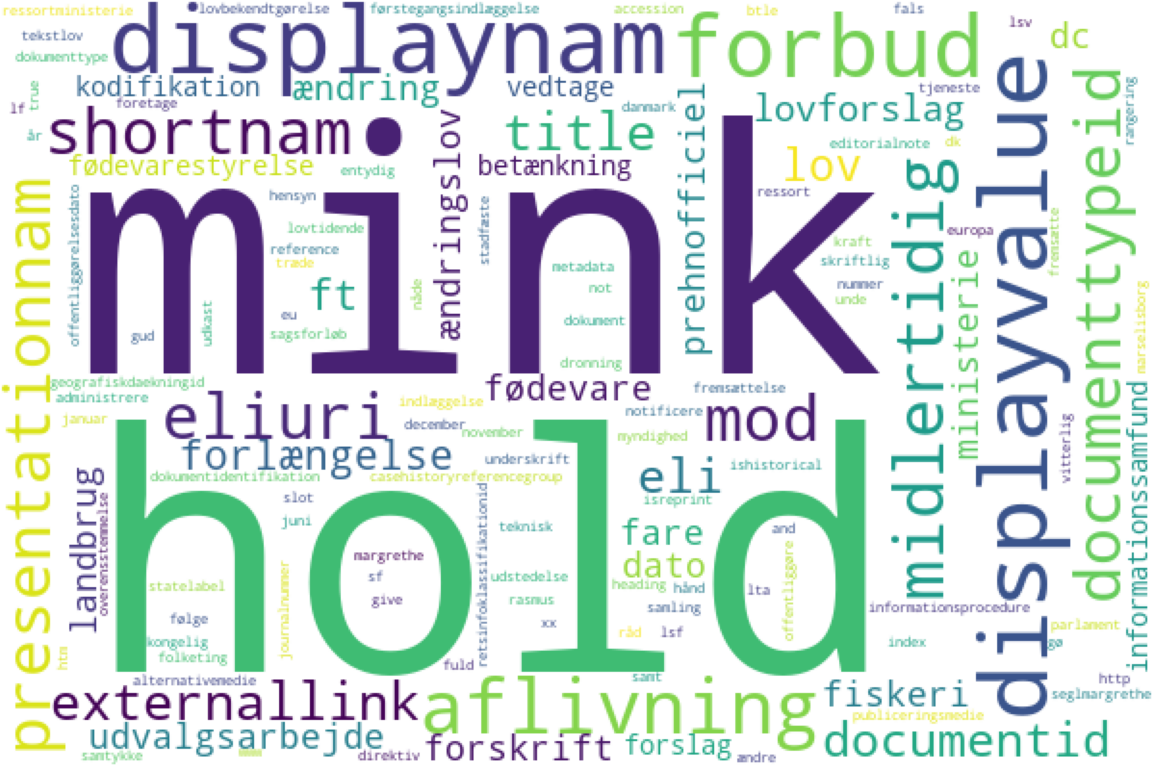 ressortministerie
lovbekendtgørelse
førstegangsindlæggelse
accession
btle
fals
lsv
dc
tekstlov
displaynam
forbud
dokumenttype
kodifikation
ændring
vedtage
tjeneste
true
lf
foretage
danmark
lovforslag
rangering
år
shortnam
title
editorialnote
dk
fødevarestyrelse
entydig
betænkning
lov
ressort
mink
hensyn
ændringslov
stadfæste
prehnofficiel
midlertidig
displayvalue
documenttypeid
presentationnam
offentliggørelsesdato
lovtidende
reference
træde
ft
nåde
metadata
not
kraft
skriftlig
nummer
unde
europa
fremsætte
ministerie
marselisborg
gud
udkast
eu
sagsforløb
dokument
dronning
geografiskdaekningid
administrere
fødevare
fremsættelse
januar
eliuri
indlæggelse
december
november
notificere
myndighed
mod
forlængelse
underskrift
eli
ishistorical
vitterlig
informationssamfund
hold
dokumentidentifikation
casehistoryreferencegroup
isreprint
landbrug
overensstemmelse
slot
juni
teknisk
fare
and
margrethe
sf
give
retsinfoklassifikationid
udstedelse
dato
heading
hånd
lta
offentliggøre
statelabel
rasmus
samling
informationsprocedure
følge
journalnummer
xx
råd
lsf
parlament
kongelig
folketing
index
gø
htm
fuld
samt
alternativemedie
http
seglmargrethe
externallink
aflivning
fiskeri
publiceringsmedie
udvalgsarbejde
forskrift
forslag
documentid
samtykke
direktiv
ændre